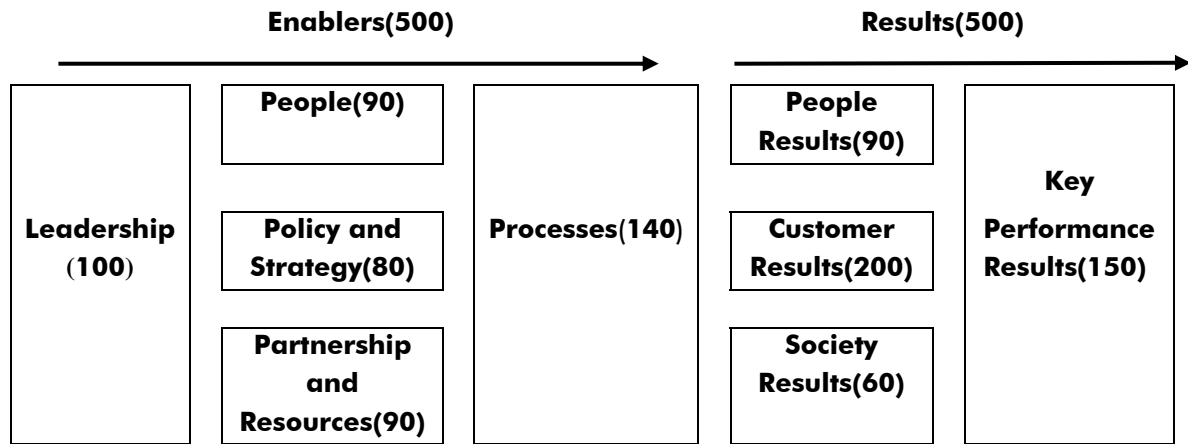 Enablers(500)
Results(500)
Leadership
(100)
People(90)
Policy and
Strategy(80)
Partnership
and
Resources(90)
Processes(140)
People
Results(90)
Customer
Results(200)
Society
Results(60)
Key
Performance
Results(150)